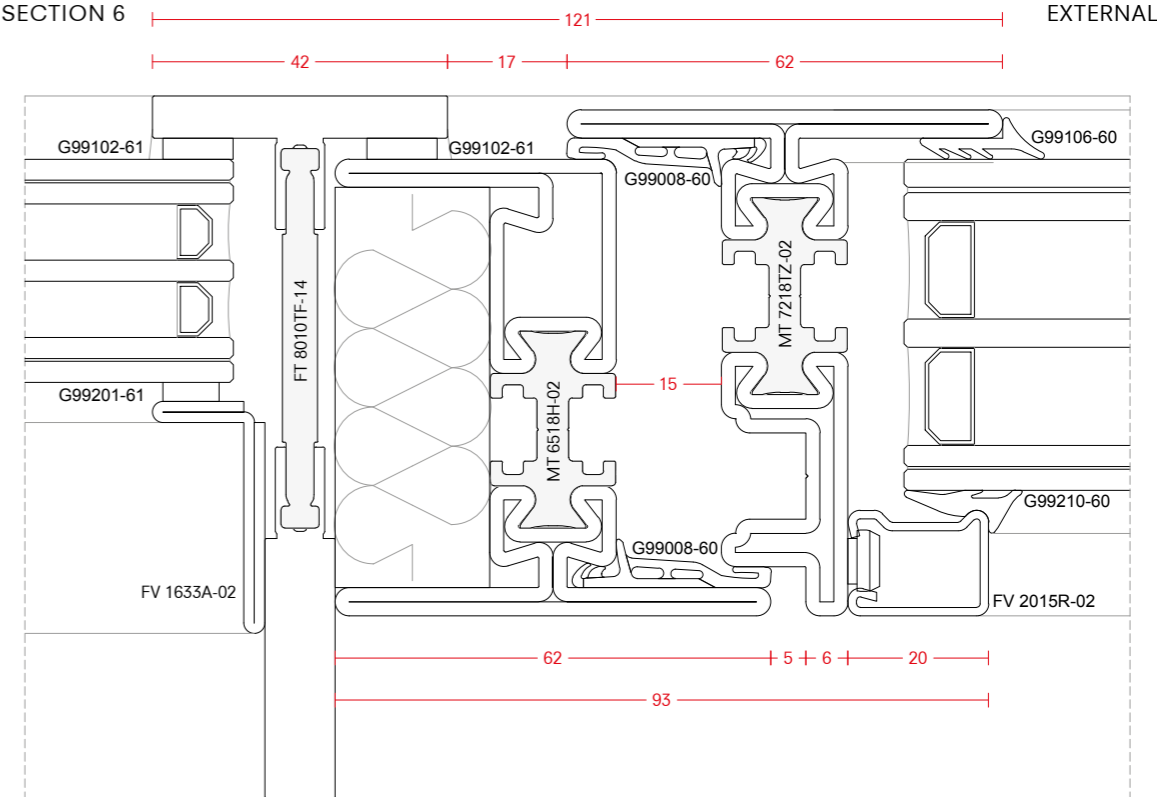 SECTION 6
EXTERNAL
121
42
17
62
G99102-61
G99102-61
G99106-60
G99008-60
FT 8010TF-14
MT 7218TZ-02
15
G99201-61
MT 6518H-02
G99210-60
G99008-60
FV 1633A-02
FV 2015R-02
62
5
6
20
93